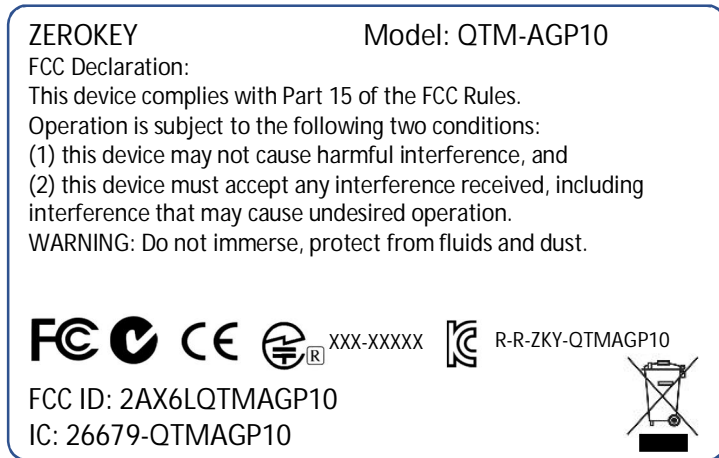 ZEROKEY Model: QTM-AGP10
FCC Declaration:
This device complies with Part 15 of the FCC Rules.
Operation is subject to the following two conditions:
(1) this device may not cause harmful interference, and
(2) this device must accept any interference received, including
interference that may cause undesired operation.
WARNING: Do not immerse, protect from fluids and dust.
FC CE R XXX-XXXXX R-R-ZKY-QTMAGP10
FCC ID: 2AX6LQTMAGP10
IC: 26679-QTMAGP10